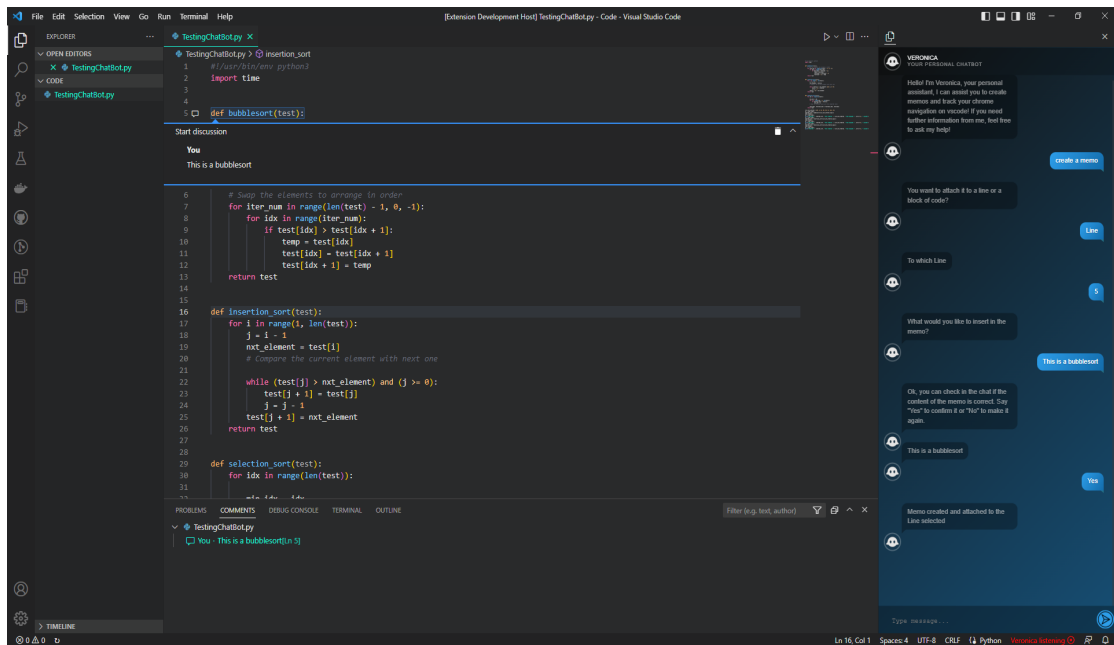 File Edit Selection View Go Run Terminal Help
[Extension Development Host] TestingChatBot.py - Code - Visual Studio Code
EXPLORER
OPEN EDITORS
TestingChatBot.py
CODE
TestingChatBot.py
TIMELINE
TestingChatBot.py
TestingChatBot.py > insertion_sort
1 #!/usr/bin/env python3
2 import time
3
4
5 def bubblesort(test):
Start discussion
You
This is a bubblesort
6 # Swap the elements to arrange in order
7 for iter_num in range(len(test) - 1, 0, -1):
8 for idx in range(iter_num):
9 if test[idx] > test[idx + 1]:
10 temp = test[idx]
11 test[idx] = test[idx + 1]
12 test[idx + 1] = temp
13 return test
14
15
16 def insertion_sort(test):
17 for i in range(1, len(test)):
18 j = i - 1
19 nxt_element = test[i]
20 # Compare the current element with next one
21
22 while (test[j] > nxt_element) and (j >= 0):
23 test[j + 1] = test[j]
24 j = j - 1
25 test[j + 1] = nxt_element
26 return test
27
28
29 def selection_sort(test):
30 for idx in range(len(test)):
31
PROBLEMS COMMENTS DEBUG CONSOLE TERMINAL OUTLINE
Filter (e.g. text, author)
TestingChatBot.py
You - This is a bubblesort[Ln 5]
VERONICA
YOUR PERSONAL CHATBOT
Hello! I'm Veronica, your personal
assistant, I can assist you to create
memos and track your chrome
navigation on vscode! If you need
further information from me, feel free
to ask my help!
create a memo
You want to attach it to a line or a
block of code?
Line
To which Line
5
What would you like to insert in the
memo?
This is a bubblesort
Ok, you can check in the chat if the
content of the memo is correct. Say
"Yes" to confirm it or "No" to make it
again.
This is a bubblesort
Yes
Memo created and attached to the
Line selected
Type message...
0 0
Ln 16, Col 1 Spaces: 4 UTF-8 CRLF Python Veronica listening